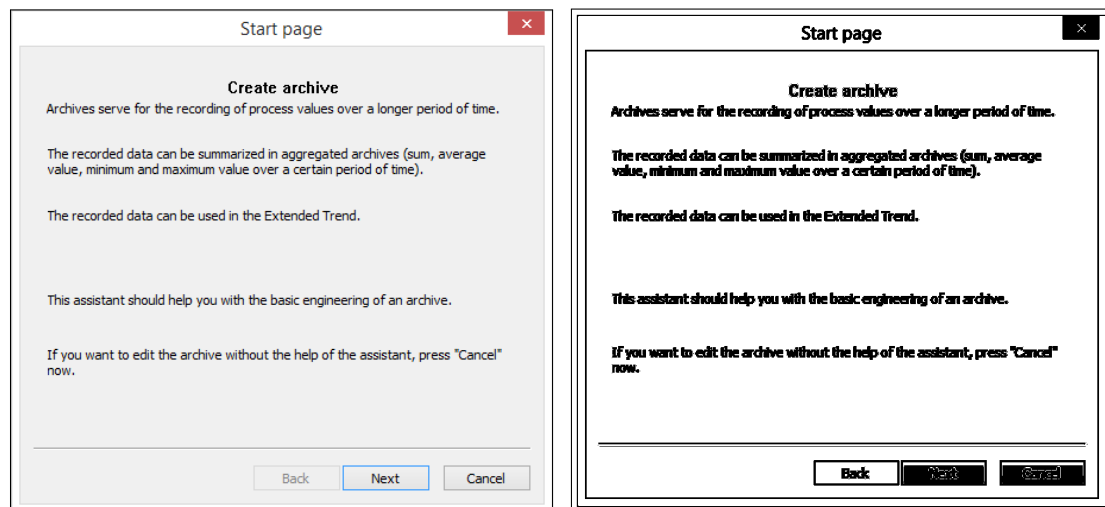 Start page
Create archive
Archives serve for the recording of process values over a longer period of time.
The recorded data can be summarized in aggregated archives (sum, average
value, minimum and maximum value over a certain period of time).
The recorded data can be used in the Extended Trend.
This assistant should help you with the basic engineering of an archive.
If you want to edit the archive without the help of the assistant, press "Cancel"
now.
Back Next Cancel
Start page
Create archive
Archives serve for the recording of process values over a longer period of time.
The recorded data can be summarized in aggregated archives (sum, average
value, minimum and maximum value over a certain period of time).
The recorded data can be used in the Extended Trend.
This assistant should help you with the basic engineering of an archive.
If you want to edit the archive without the help of the assistant, press "Cancel"
now.
Back Next Cancel